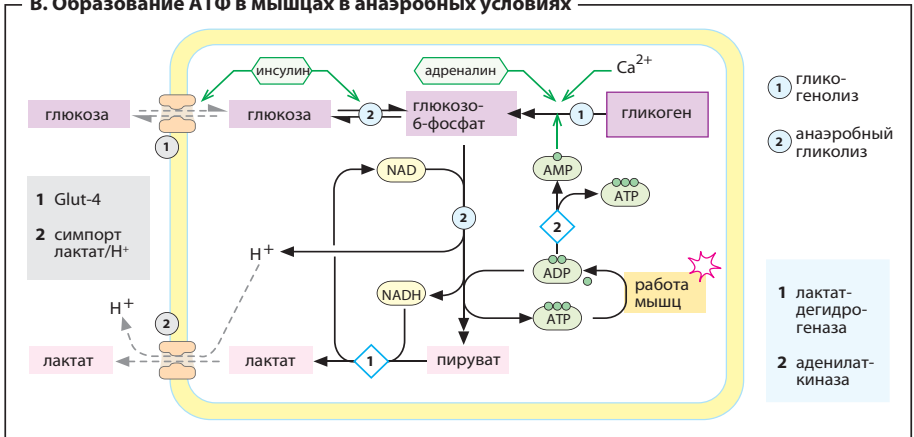 В. Образование АТФ в мышцах в анаэробных условиях
инсулин
адреналин
Ca2+
глюкоза
глюкоза
2
глюкозо-
6-фосфат
1
гликоген
1
гликo-
генолиз
2
анаэробный
гликолиз
1
1 Glut-4
2 симпорт
лактат/H+
NAD
AMP
ATP
2
2
H+
ADP
NADH
ATP
работа
мышц
H+
2
лактат
лактат
1
пируват
1 лактат-
дегидро-
геназа
2 аденилат-
киназа